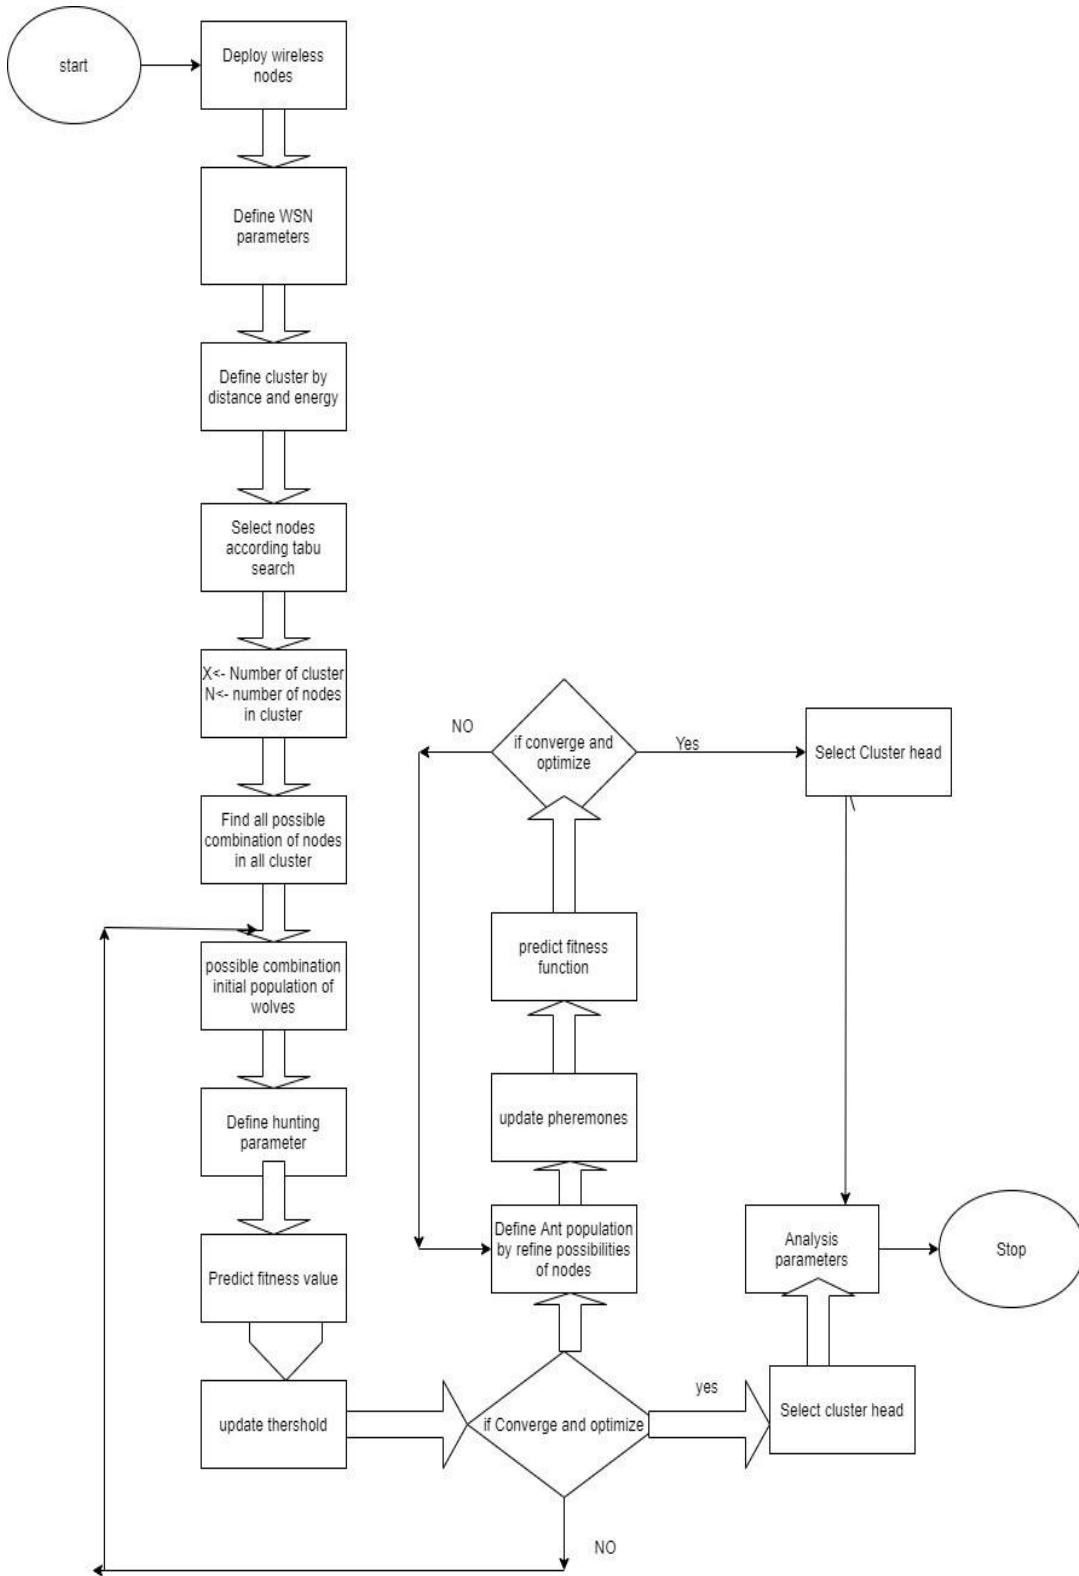 start
Deploy wireless
nodes
Define WSN
parameters
Define cluster by
distance and energy
Select nodes
according tabu
search
X<- Number of cluster
N<- number of nodes
in cluster
Find all possible
combination of nodes
in all cluster
possible combination
initial population of
wolves
Define hunting
parameter
Predict fitness value
update thershold
if Converge and optimize
NO
yes
Select cluster head
Define Ant population
by refine possibilities
of nodes
update pheremones
predict fitness
function
if converge and
optimize
NO
Yes
Select Cluster head
Analysis
parameters
Stop